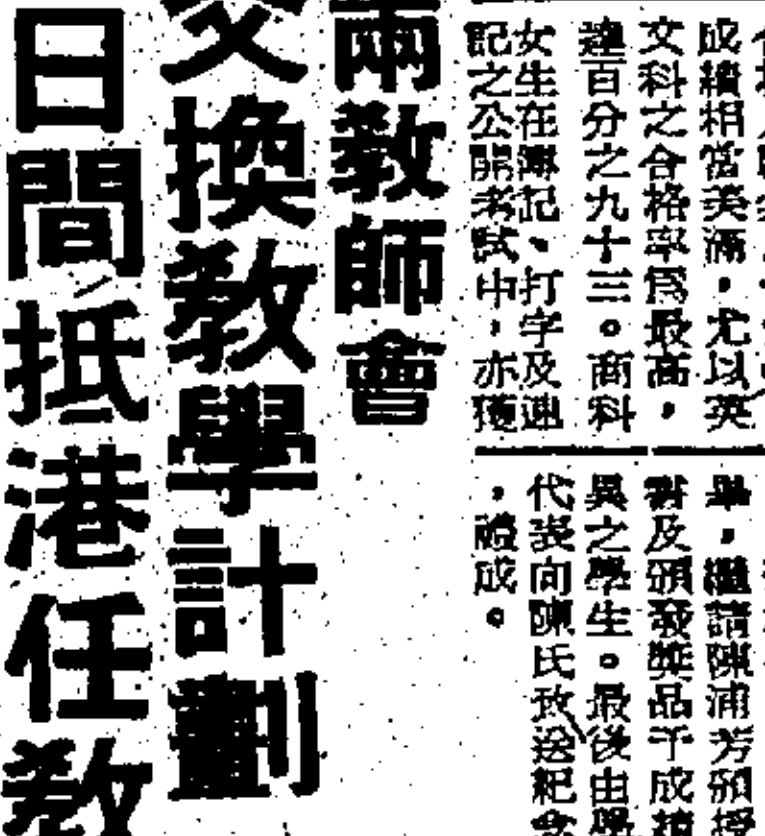 成績相當美滿,尤以英
文科之合格率爲最高,
達百分之九十三。商科
女生在簿記、打字及速
記之公開考試中,亦獲
舉,繼請陳浦芳頒授
書及頒發獎品予成績
異之學生。最後由學
代表向陳氏致送紀念
,禮成。
兩教師會
交換教學計劃
日間抵港任教